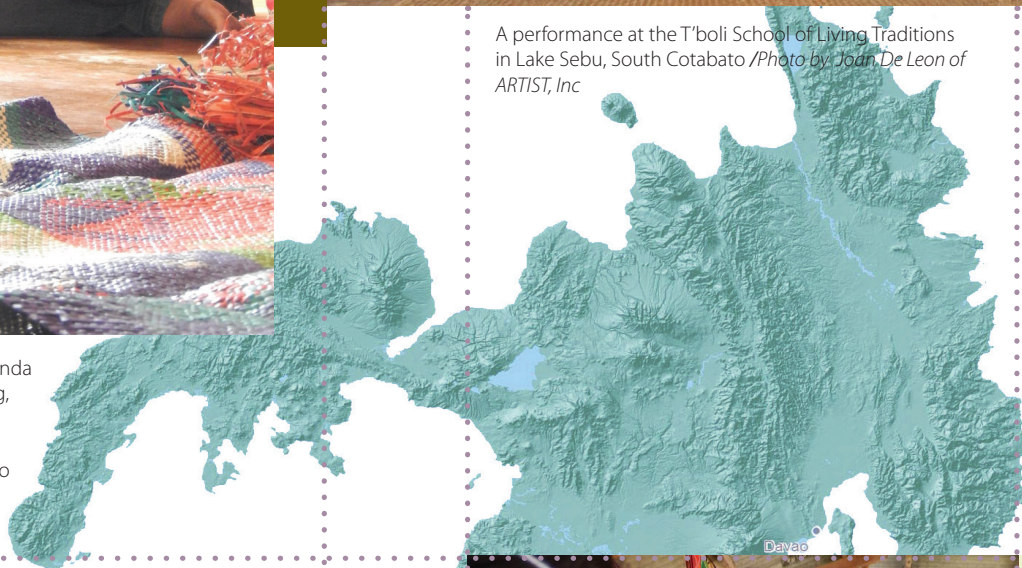 A performance at the T’boli School of Living Traditions
in Lake Sebu, South Cotabato /Photo by Joan De Leon of
ARTIST, Inc
nda
g,
o
Davao